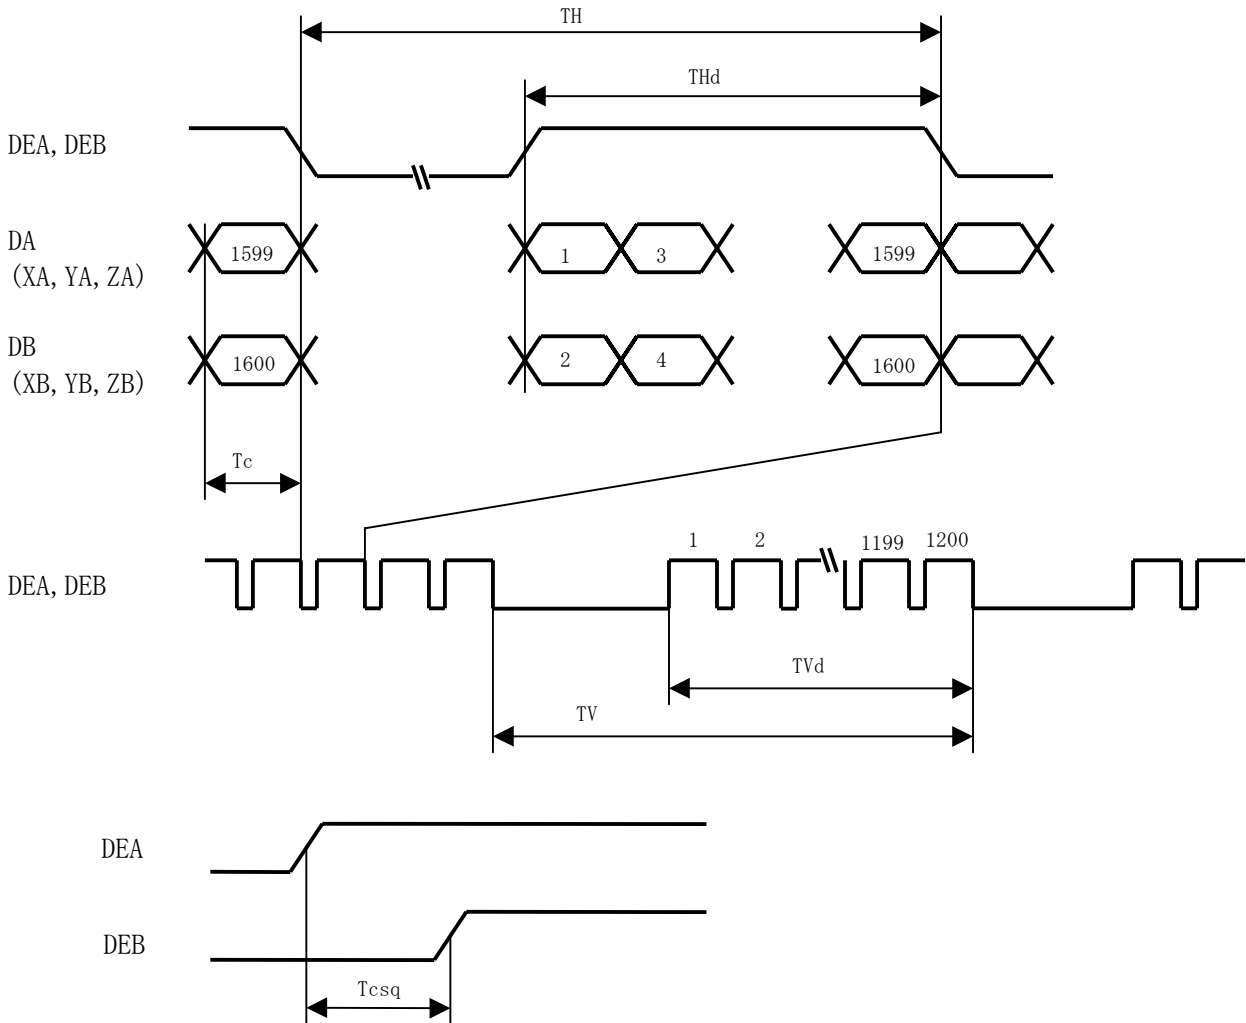 TH
THd
DEA, DEB
DA
(XA, YA, ZA)
1599
1
3
1599
DB
(XB, YB, ZB)
1600
2
4
1600
Tc
1
2
1199
1200
DEA, DEB
TVd
TV
DEA
DEB
Tcsq